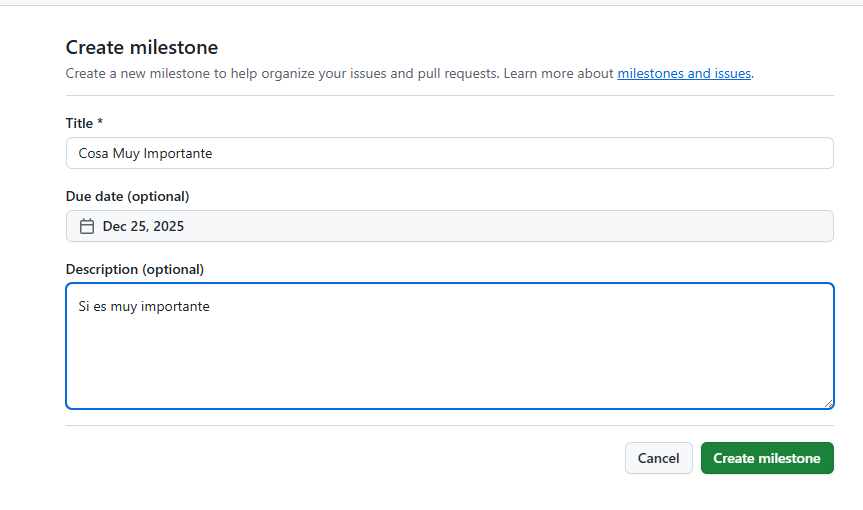 Create milestone
Create a new milestone to help organize your issues and pull requests. Learn more about milestones and issues.
Title *
Cosa Muy Importante
Due date (optional)
Dec 25, 2025
Description (optional)
Si es muy importante
Cancel
Create milestone